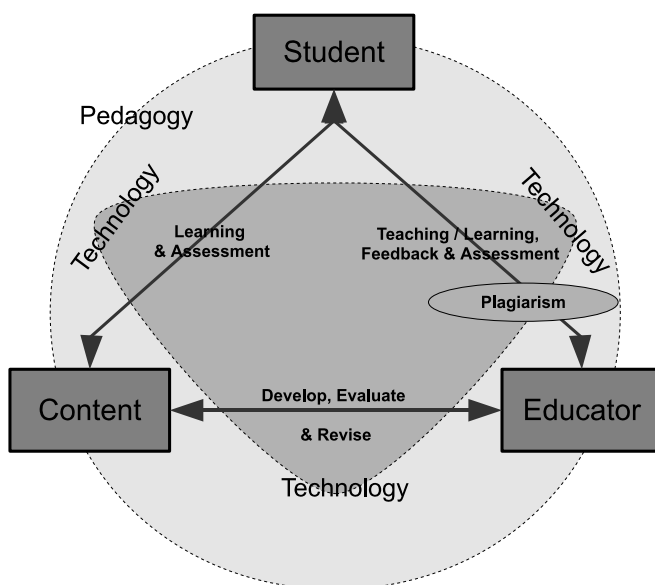 Student
Pedagogy
Technology
Technology
Learning
& Assessment
Teaching / Learning,
Feedback & Assessment
Plagiarism
Content
Develop, Evaluate
& Revise
Educator
Technology